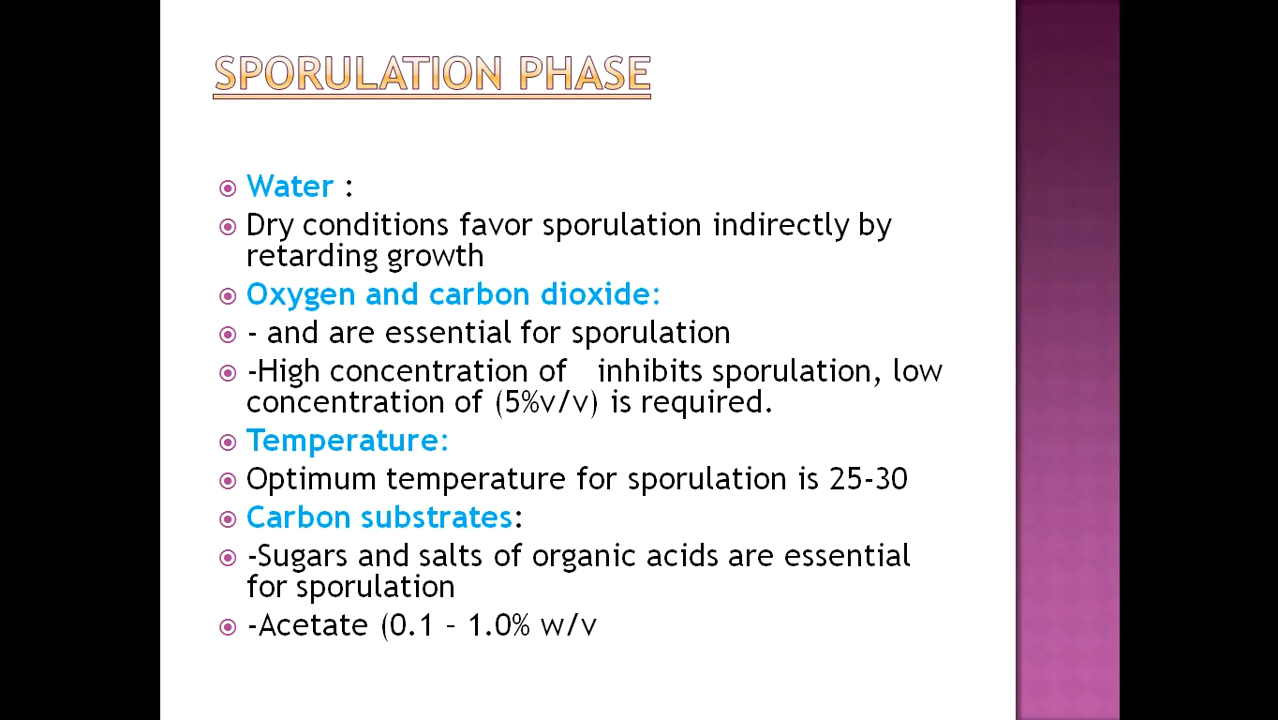 SPORULATION PHASE
Water :
Dry conditions favor sporulation indirectly by
retarding growth
Oxygen and carbon dioxide:
- and are essential for sporulation
-High concentration of   inhibits sporulation, low
concentration of (5%v/v) is required.
Temperature:
Optimum temperature for sporulation is 25-30
Carbon substrates:
-Sugars and salts of organic acids are essential
for sporulation
-Acetate (0.1 – 1.0% w/v